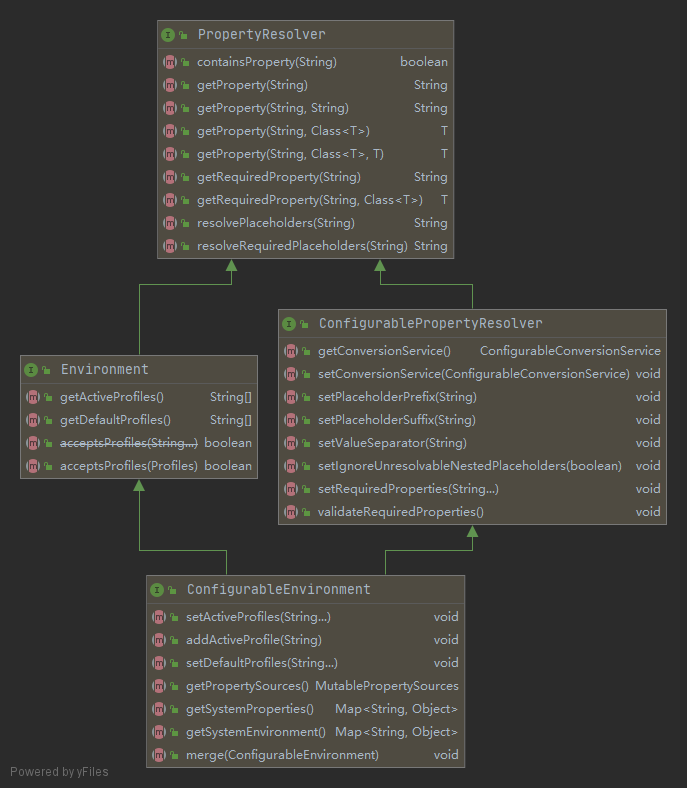 PropertyResolver
containsProperty(String) boolean
getProperty(String) String
getProperty(String, String) String
getProperty(String, Class<T>) T
getProperty(String, Class<T>, T) T
getRequiredProperty(String) String
getRequiredProperty(String, Class<T>) T
resolvePlaceholders(String) String
resolveRequiredPlaceholders(String) String
ConfigurablePropertyResolver
getConversionService() ConfigurableConversionService
setConversionService(ConfigurableConversionService) void
setPlaceholderPrefix(String) void
setPlaceholderSuffix(String) void
setValueSeparator(String) void
setIgnoreUnresolvableNestedPlaceholders(boolean) void
setRequiredProperties(String...) void
validateRequiredProperties() void
Environment
getActiveProfiles() String[]
getDefaultProfiles() String[]
acceptsProfiles(String...) boolean
acceptsProfiles(Profiles) boolean
ConfigurableEnvironment
setActiveProfiles(String...) void
addActiveProfile(String) void
setDefaultProfiles(String...) void
getPropertySources() MutablePropertySources
getSystemProperties() Map<String, Object>
getSystemEnvironment() Map<String, Object>
merge(ConfigurableEnvironment) void
Powered by yFiles